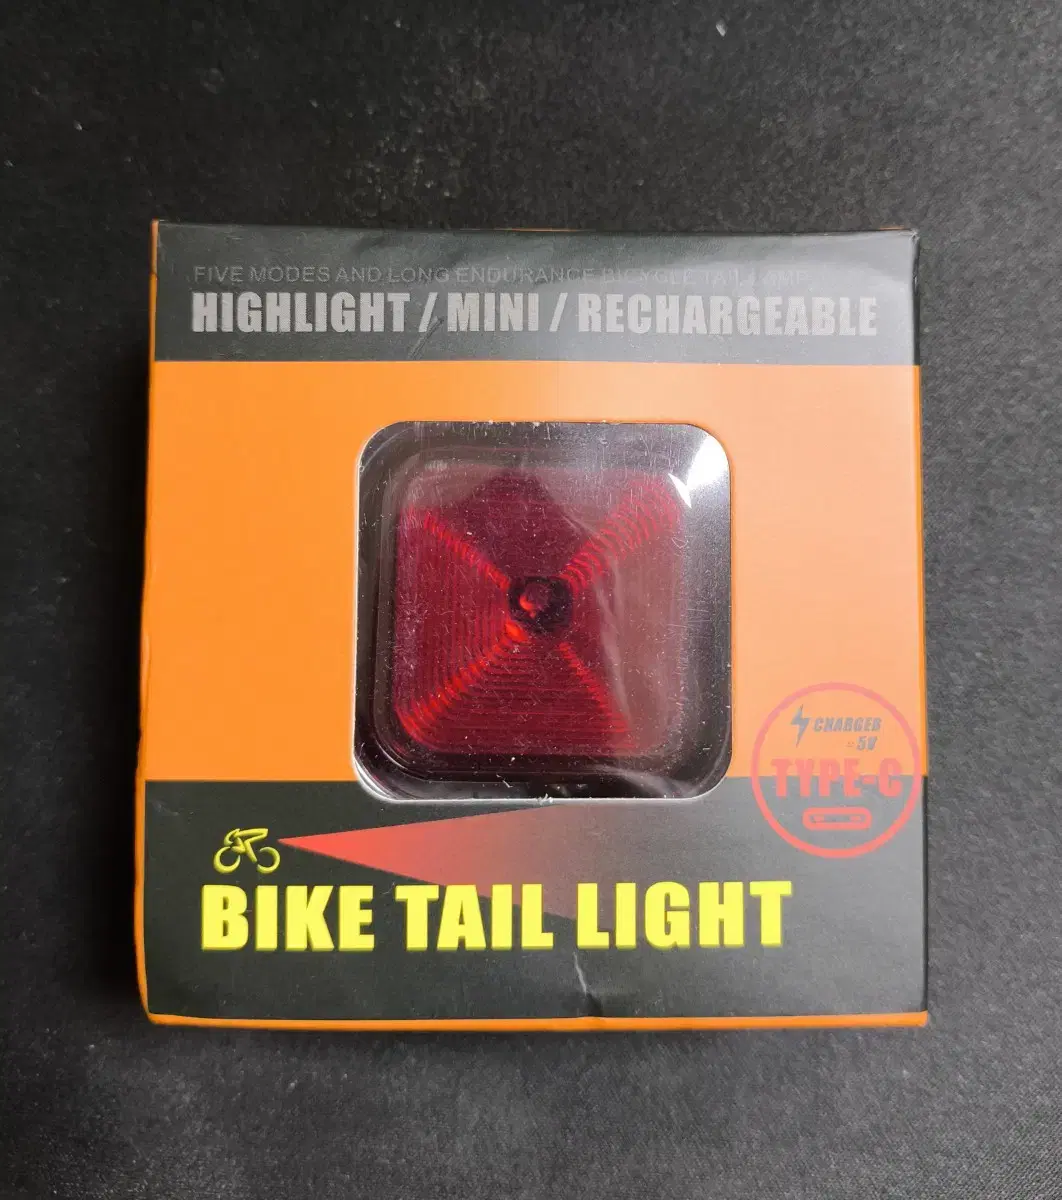 FIVE MODES AND LONG ENDURANCE BICYCLE TAIL LAMP
HIGHLIGHT / MINI / RECHARGEABLE
CHARGER
5V
TYPE-C
BIKE TAIL LIGHT